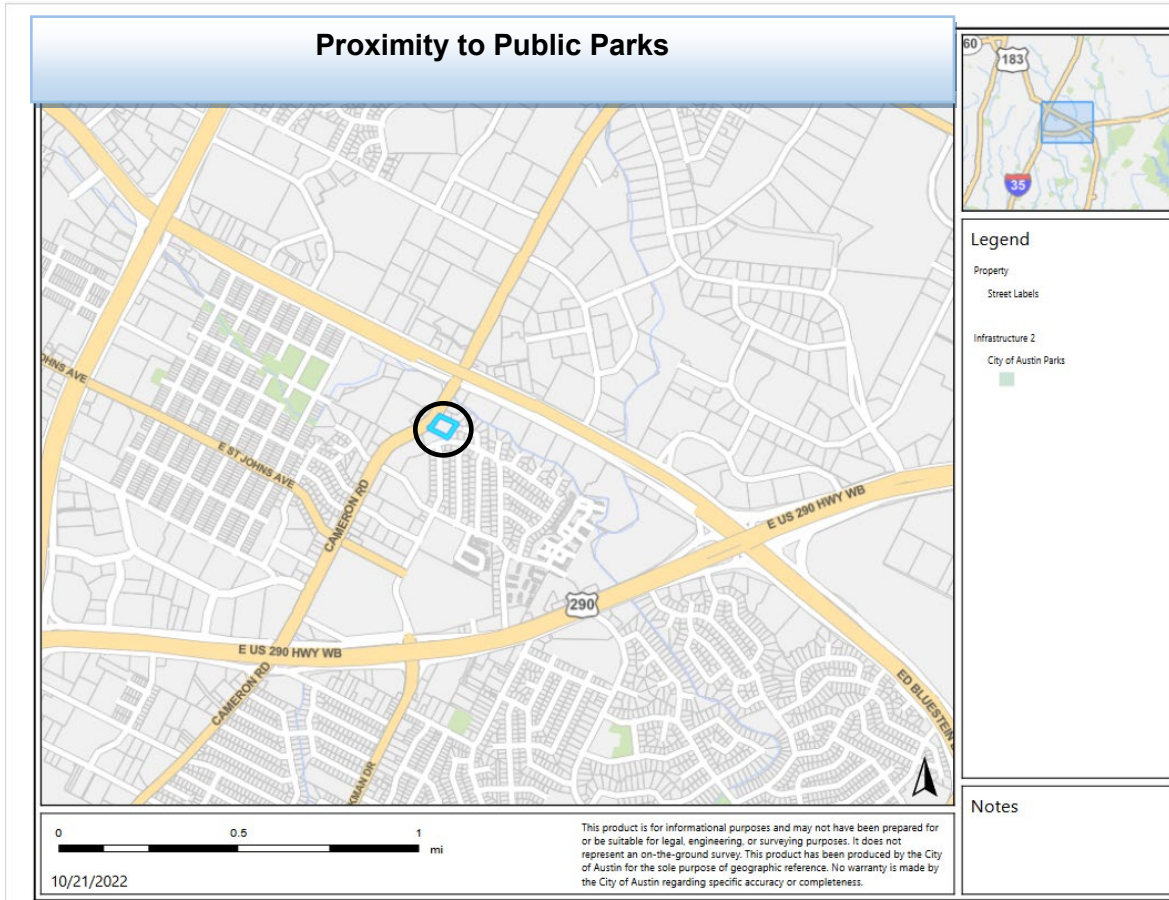 Proximity to Public Parks
60
183
35
Legend
Property
Street Labels
Infrastructure 2
City of Austin Parks
E ST JOHNS AVE
CAMERON RD
E US 290 HWY WB
290
E US 290 HWY WB
CAMERON RD
ED BLUESTEIN
0 0.5 1
mi
10/21/2022
This product is for informational purposes and may not have been prepared for
or be suitable for legal, engineering, or surveying purposes. It does not
represent an on-the-ground survey. This product has been produced by the City
of Austin for the sole purpose of geographic reference. No warranty is made by
the City of Austin regarding specific accuracy or completeness.
Notes